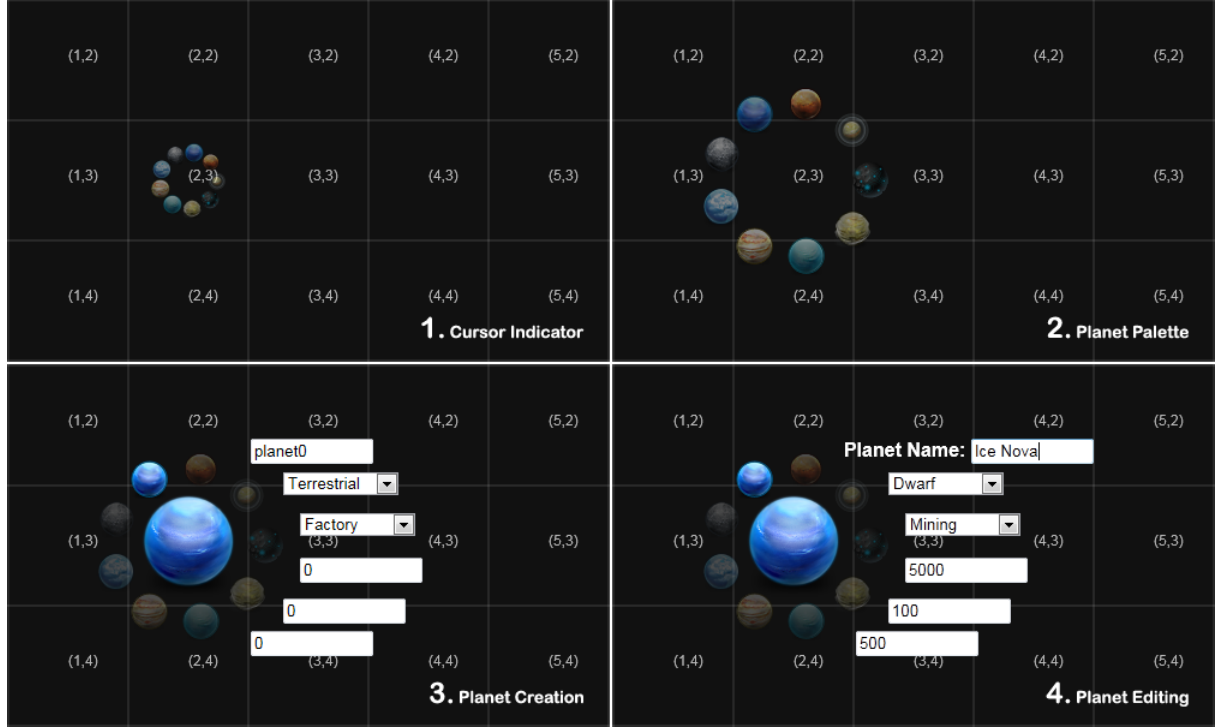 (1,2) (2,2) (3,2) (4,2) (5,2)
(1,3) (2,3) (3,3) (4,3) (5,3)
(1,4) (2,4) (3,4) (4,4) (5,4)
1. Cursor Indicator
(1,2) (2,2) (3,2) (4,2) (5,2)
(1,3) (2,3) (3,3) (4,3) (5,3)
(1,4) (2,4) (3,4) (4,4) (5,4)
2. Planet Palette
(1,2) (2,2) (3,2) (4,2) (5,2)
planet0
Terrestrial
Factory
(1,3) (3,3) (4,3) (5,3)
0
0
0
(1,4) (2,4) (3,4) (4,4) (5,4)
3. Planet Creation
(1,2) (2,2) (3,2) (4,2) (5,2)
Planet Name: Ice Nova
Dwarf
Mining
(1,3) (3,3) (4,3) (5,3)
5000
100
500
(1,4) (2,4) (3,4) (4,4) (5,4)
4. Planet Editing